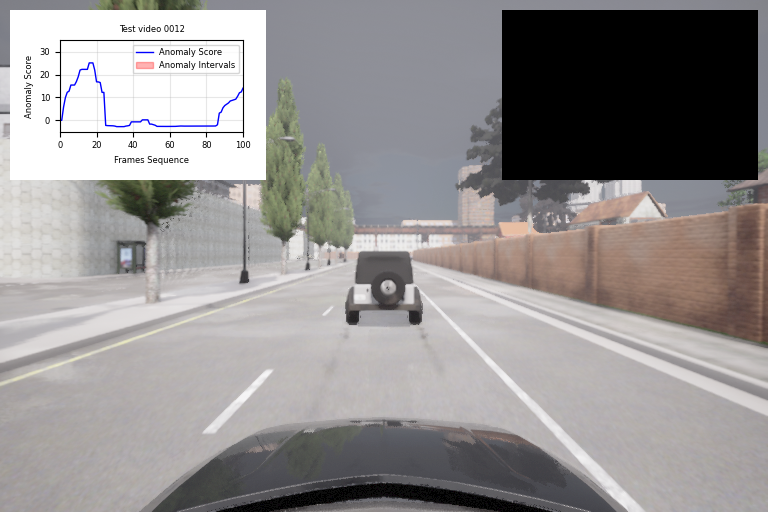 Test video 0012
Anomaly Score
Anomaly Intervals
Anomaly Score
30
20
10
0
0 20 40 60 80 100
Frames Sequence